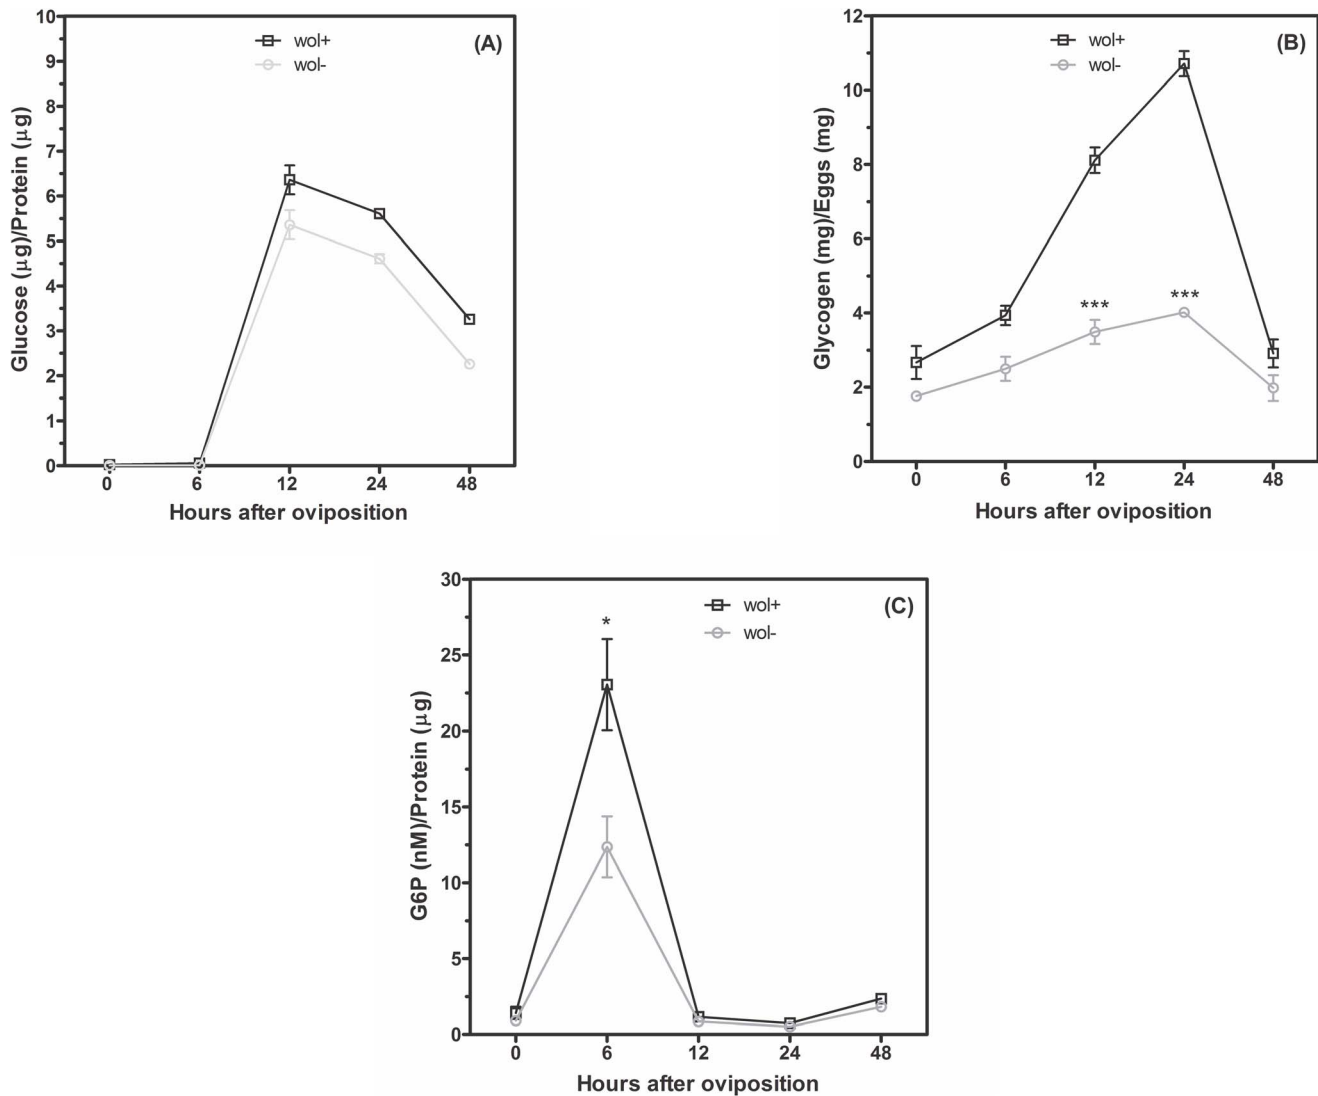 (A)
wol+
wol-
Glucose (μg)/Protein (μg)
10
9
8
7
6
5
4
3
2
1
0
0 6 12 24 48
Hours after oviposition
(B)
wol+
wol-
Glycogen (mg)/Eggs (mg)
12
10
8
6
4
2
0
*** ***
0 6 12 24 48
Hours after oviposition
(C)
wol+
wol-
G6P (nM)/Protein (μg)
30
25
20
15
10
5
0
*
0 6 12 24 48
Hours after oviposition